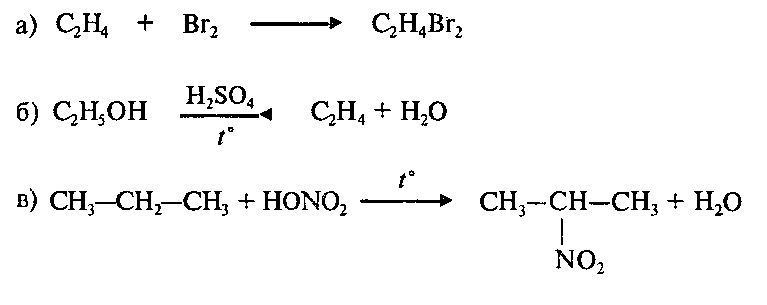 а) C₂H₄ + Br₂ ⟶ C₂H₄Br₂
H₂SO₄
б) C₂H₅OH ⟶ C₂H₄ + H₂O
t°
t°
в) CH₃—CH₂—CH₃ + HONO₂ ⟶ CH₃—CH—CH₃ + H₂O
|
NO₂